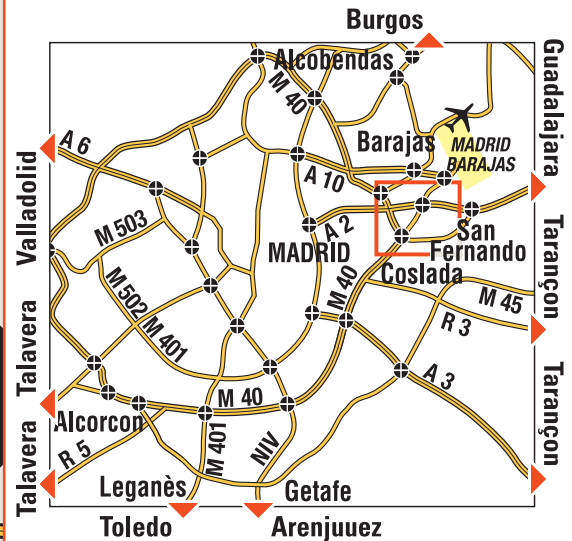 Burgos
Alcobendas
M 40
Guadalajara
Barajas
MADRID
BARAJAS
A 6
A 10
Valladolid
M 503
A 2
MADRID
San
Fernando
Coslada
Tarançon
M 502
M 401
M 40
M 45
R 3
Talavera
A 3
Tarançon
M 40
Alcorcon
M 401
NIV
R 5
Talavera
Leganès
Getafe
Toledo
Arenjuuez